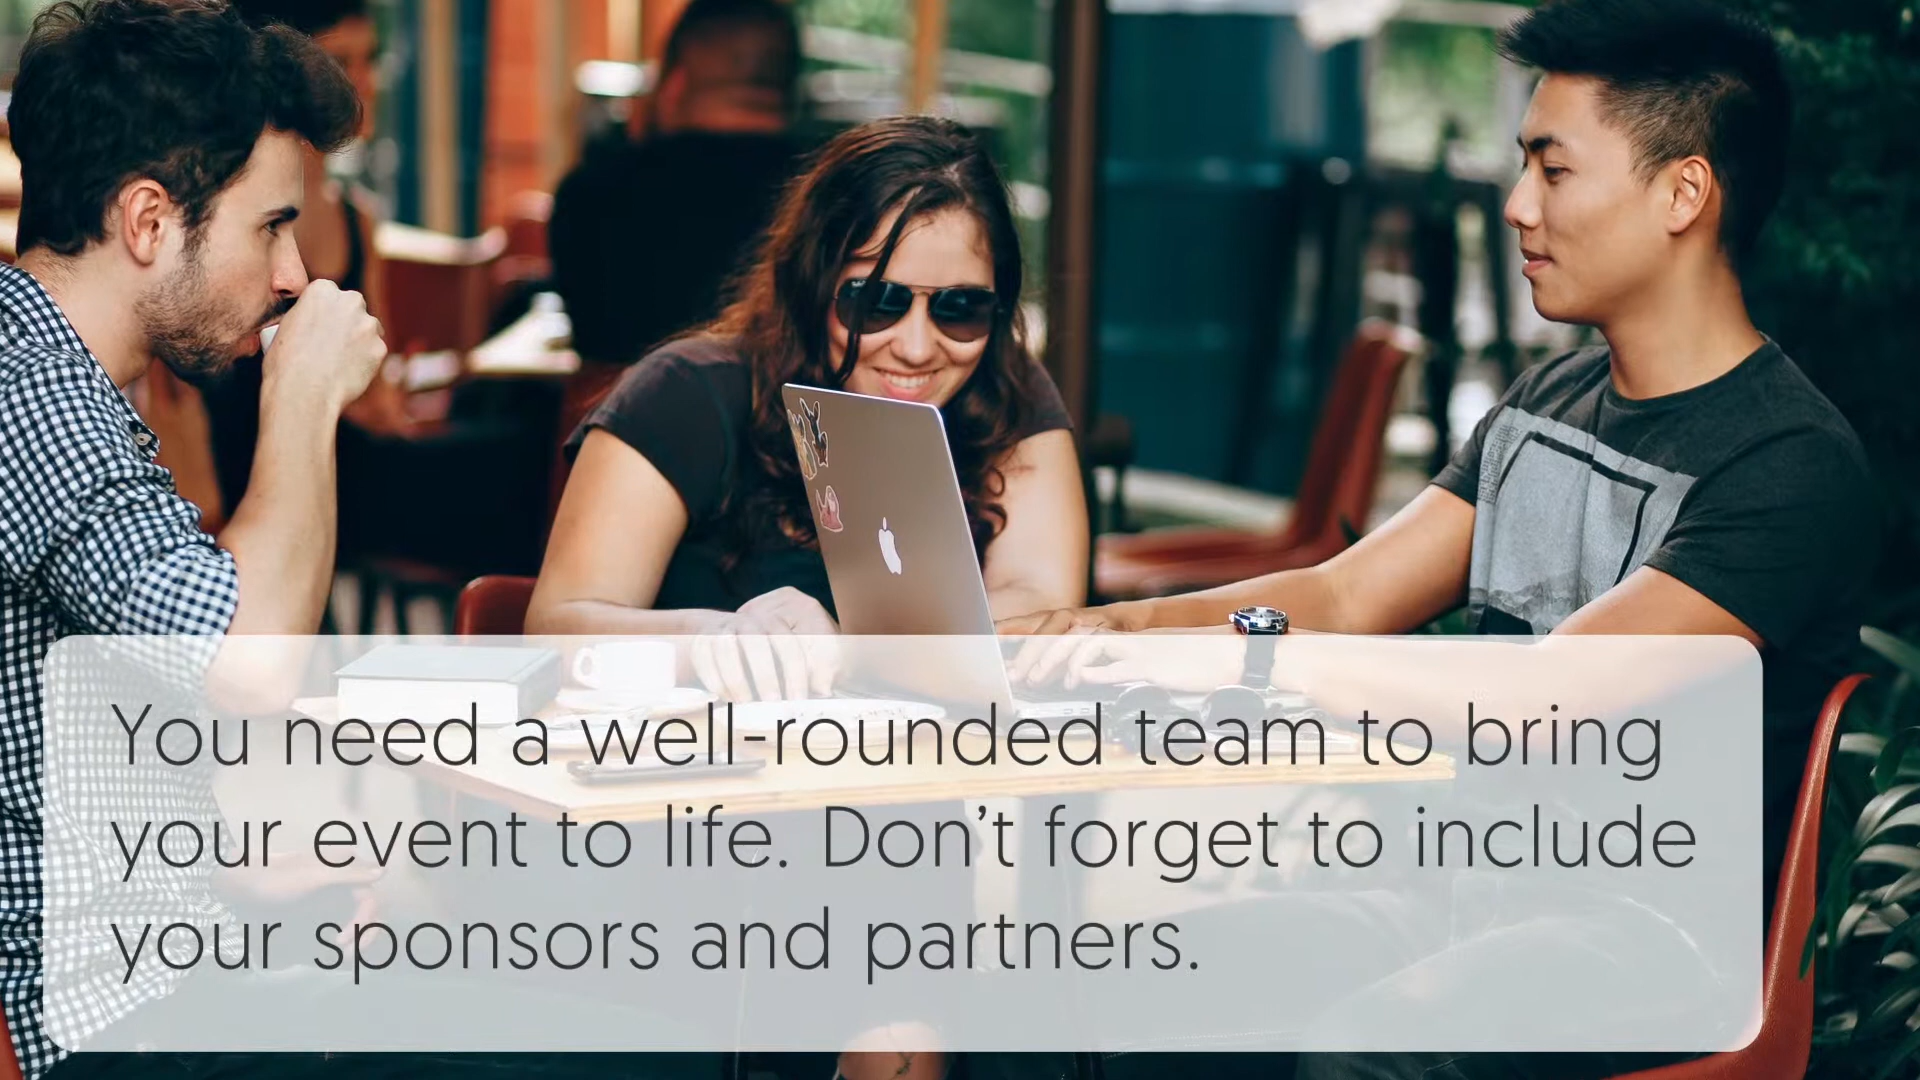 You need a well-rounded team to bring
your event to life. Don’t forget to include
your sponsors and partners.